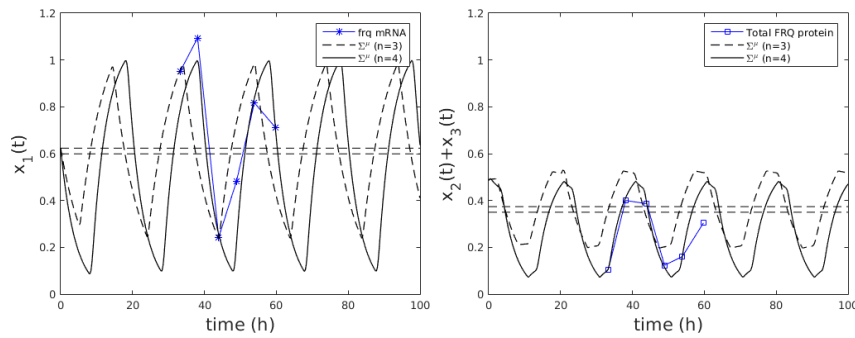 1.2
1
0.8
0.6
0.4
0.2
0
x1(t)
0 20 40 60 80 100
time (h)
frq mRNA
Σμ (n=3)
Σμ (n=4)
1.2
1
0.8
0.6
0.4
0.2
0
x2(t)+x3(t)
0 20 40 60 80 100
time (h)
Total FRQ protein
Σμ (n=3)
Σμ (n=4)